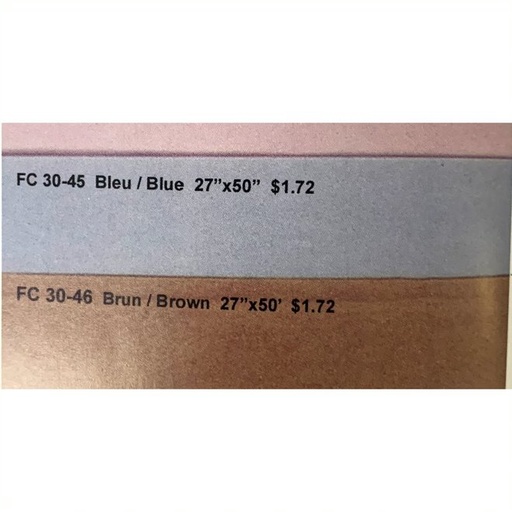 FC 30-45 Bleu / Blue 27”x50” $1.72
FC 30-46 Brun / Brown 27”x50’ $1.72